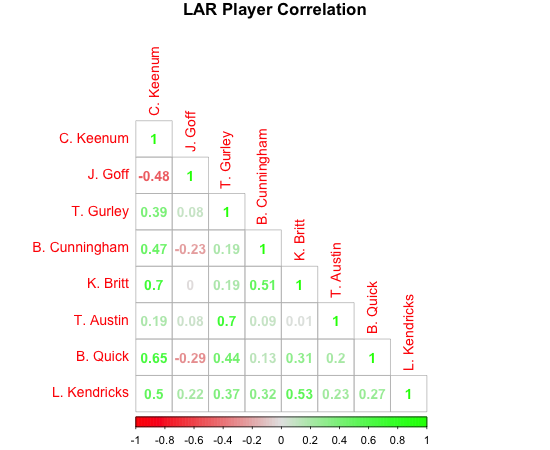 LAR Player Correlation
C. Keenum
J. Goff
T. Gurley
B. Cunningham
K. Britt
T. Austin
B. Quick
L. Kendricks
C. Keenum 1
J. Goff -0.48 1
T. Gurley 0.39 0.08 1
B. Cunningham 0.47 -0.23 0.19 1
K. Britt 0.7 0 0.19 0.51 1
T. Austin 0.19 0.08 0.7 0.09 0.01 1
B. Quick 0.65 -0.29 0.44 0.13 0.31 0.2 1
L. Kendricks 0.5 0.22 0.37 0.32 0.53 0.23 0.27 1
-1 -0.8 -0.6 -0.4 -0.2 0 0.2 0.4 0.6 0.8 1